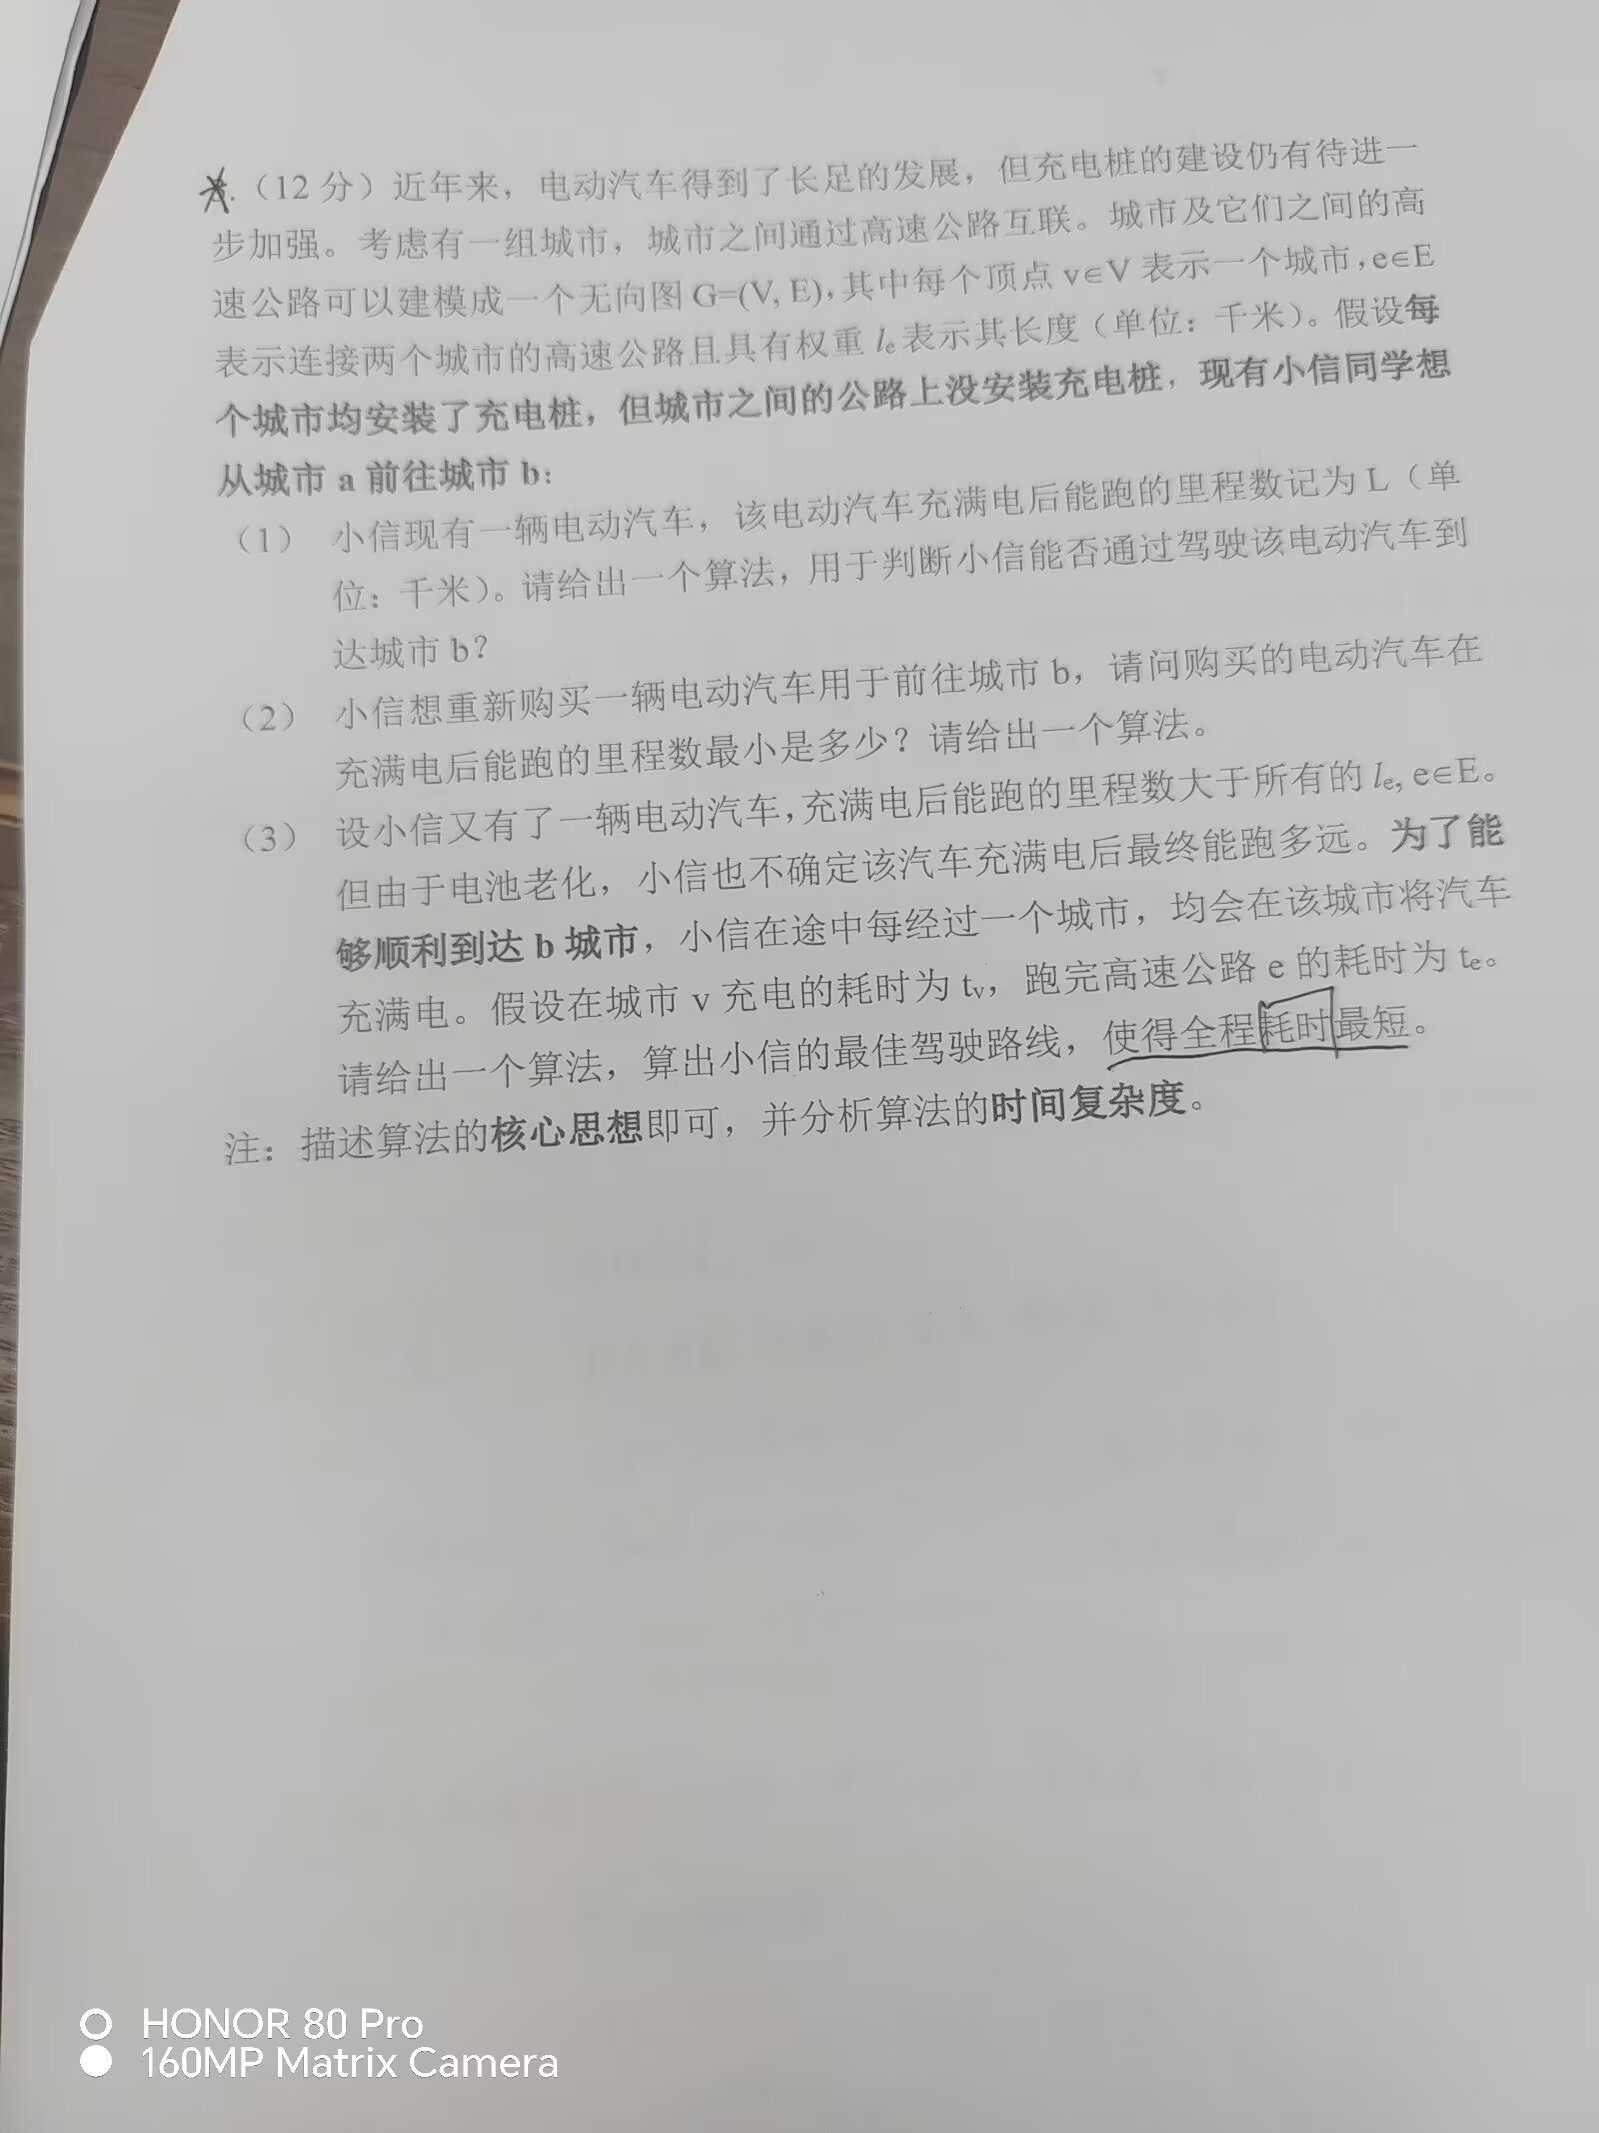 .（12 分）近年来，电动汽车得到了长足的发展，但充电桩的建设仍有待进一
步加强。考虑有一组城市，城市之间通过高速公路互联。城市及它们之间的高
速公路可以建模成一个无向图 G=(V, E)，其中每个顶点 v∈V 表示一个城市，e∈E
表示连接两个城市的高速公路且具有权重 lₑ 表示其长度（单位：千米）。假设每
个城市均安装了充电桩，但城市之间的公路上没安装充电桩，现有小信同学想
从城市 a 前往城市 b：
（1） 小信现有一辆电动汽车，该电动汽车充满电后能跑的里程数记为 L（单
位：千米）。请给出一个算法，用于判断小信能否通过驾驶该电动汽车到
达城市 b？
（2） 小信想重新购买一辆电动汽车用于前往城市 b，请问购买的电动汽车在
充满电后能跑的里程数最小是多少？请给出一个算法。
（3） 设小信又有了一辆电动汽车，充满电后能跑的里程数大于所有的 lₑ, e∈E。
但由于电池老化，小信也不确定该汽车充满电后最终能跑多远。为了能
够顺利到达 b 城市，小信在途中每经过一个城市，均会在该城市将汽车
充满电。假设在城市 v 充电的耗时为 tᵥ，跑完高速公路 e 的耗时为 tₑ。
请给出一个算法，算出小信的最佳驾驶路线，使得全程耗时最短。
注：描述算法的核心思想即可，并分析算法的时间复杂度。
HONOR 80 Pro
160MP Matrix Camera